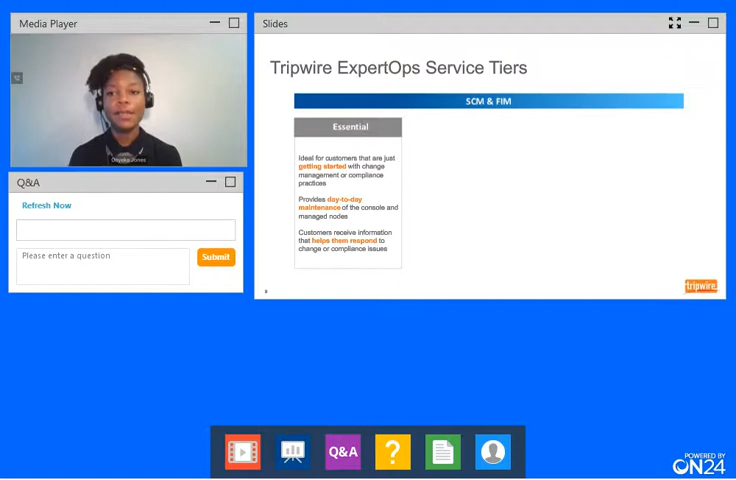 Media Player
Dayoka Jones
Q&A
Refresh Now
Please enter a question
Submit
Slides
Tripwire ExpertOps Service Tiers
SCM & FIM
Essential
Ideal for customers that are just
getting started with change
management or compliance
practices
Provides day-to-day
maintenance of the console and
managed nodes
Customers receive information
that helps them respond to
change or compliance issues
8
tripwire
Q&A
?
POWERED BY
ON24